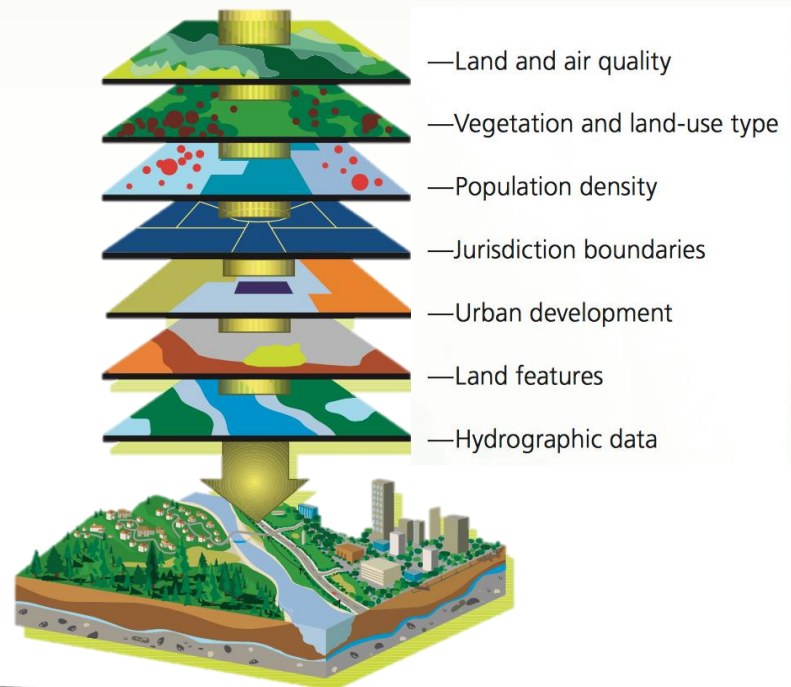 —Land and air quality
—Vegetation and land-use type
—Population density
—Jurisdiction boundaries
—Urban development
—Land features
—Hydrographic data